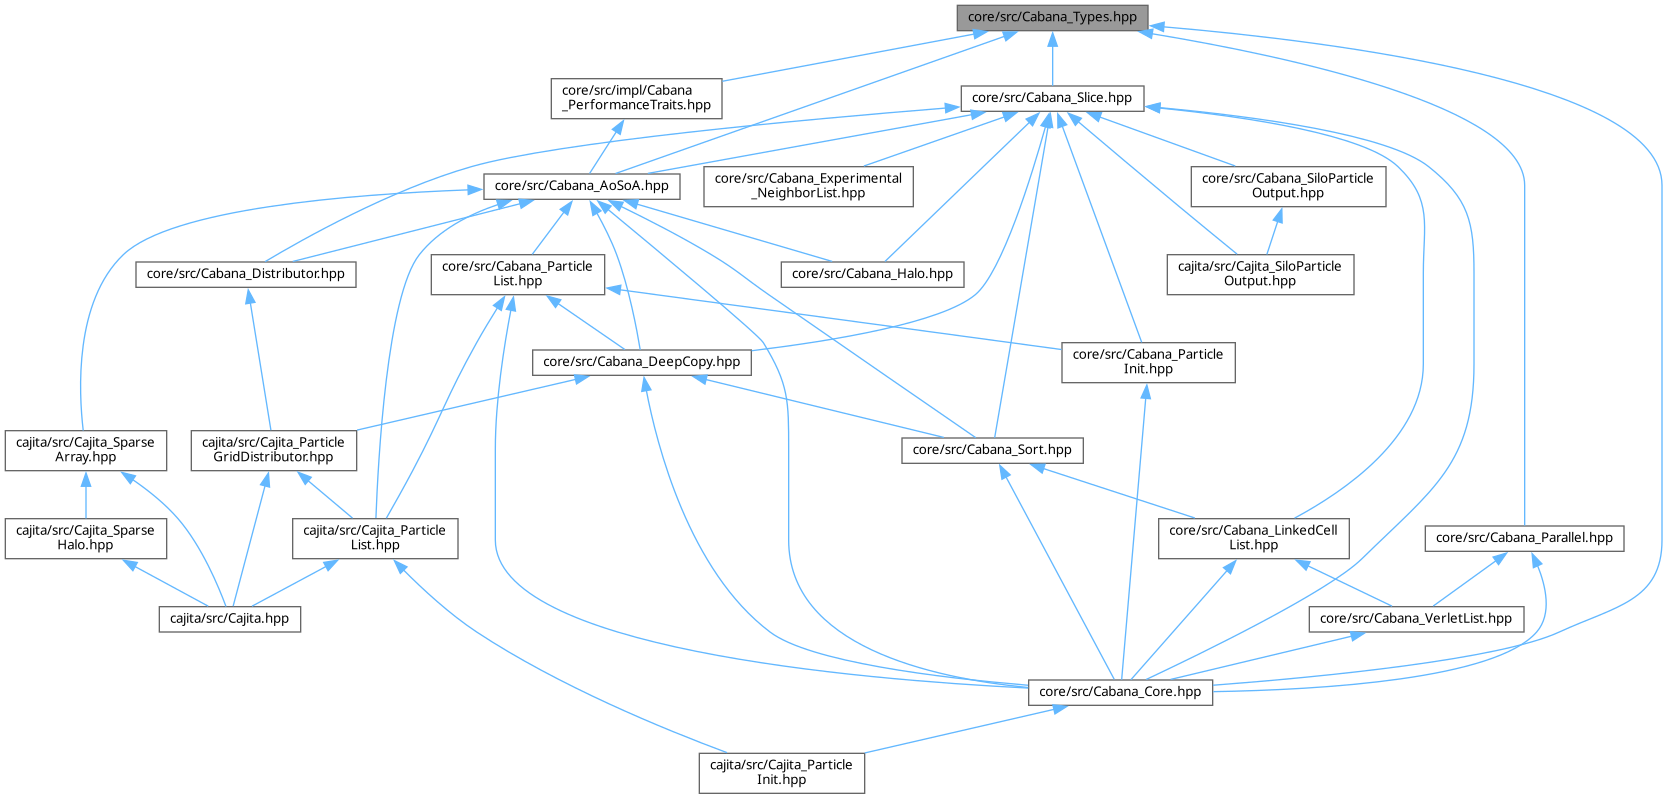 core/src/Cabana_Types.hpp
core/src/impl/Cabana
_PerformanceTraits.hpp
core/src/Cabana_Slice.hpp
core/src/Cabana_AoSoA.hpp
core/src/Cabana_Experimental
_NeighborList.hpp
core/src/Cabana_SiloParticle
Output.hpp
core/src/Cabana_Distributor.hpp
core/src/Cabana_Particle
List.hpp
core/src/Cabana_Halo.hpp
cajita/src/Cajita_SiloParticle
Output.hpp
core/src/Cabana_DeepCopy.hpp
core/src/Cabana_Particle
Init.hpp
cajita/src/Cajita_Sparse
Array.hpp
cajita/src/Cajita_Particle
GridDistributor.hpp
core/src/Cabana_Sort.hpp
cajita/src/Cajita_Sparse
Halo.hpp
cajita/src/Cajita_Particle
List.hpp
core/src/Cabana_LinkedCell
List.hpp
core/src/Cabana_Parallel.hpp
cajita/src/Cajita.hpp
core/src/Cabana_VerletList.hpp
core/src/Cabana_Core.hpp
cajita/src/Cajita_Particle
Init.hpp